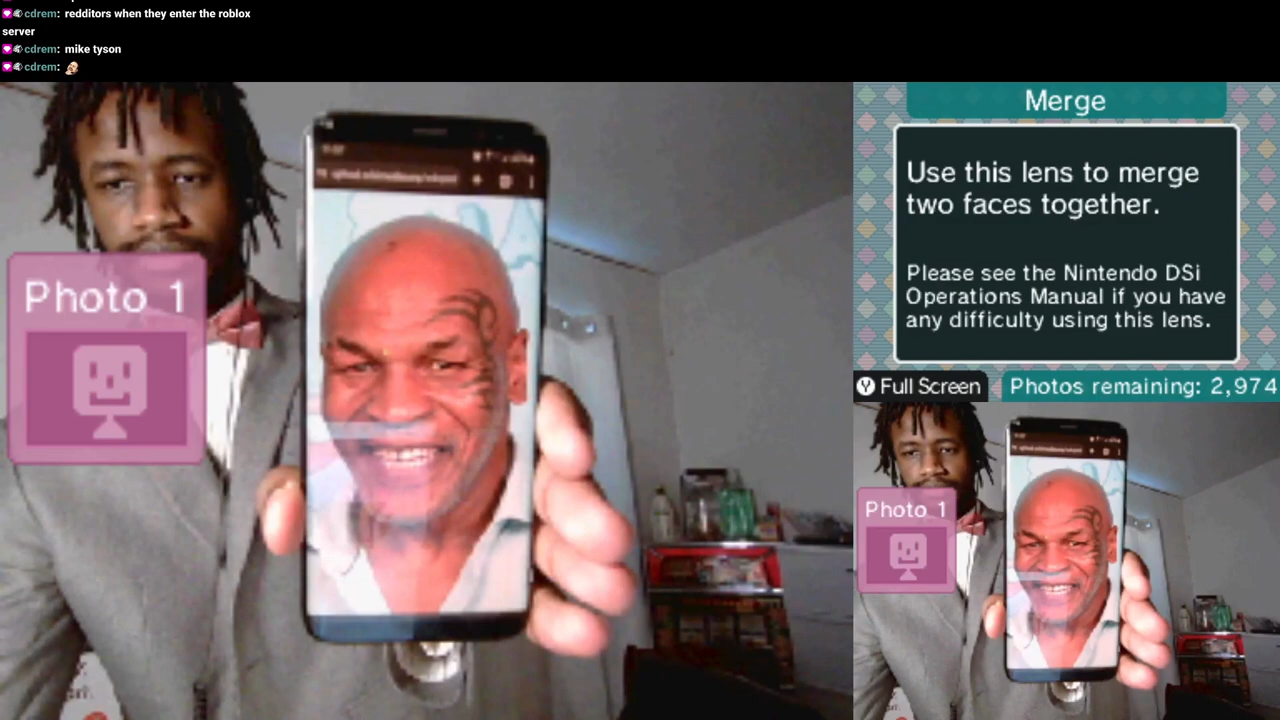 cdrem: redditors when they enter the roblox
server
cdrem: mike tyson
cdrem:
Merge
Use this lens to merge
two faces together.
Please see the Nintendo DSi
Operations Manual if you have
any difficulty using this lens.
Y Full Screen
Photos remaining: 2,974
Photo 1
Photo 1